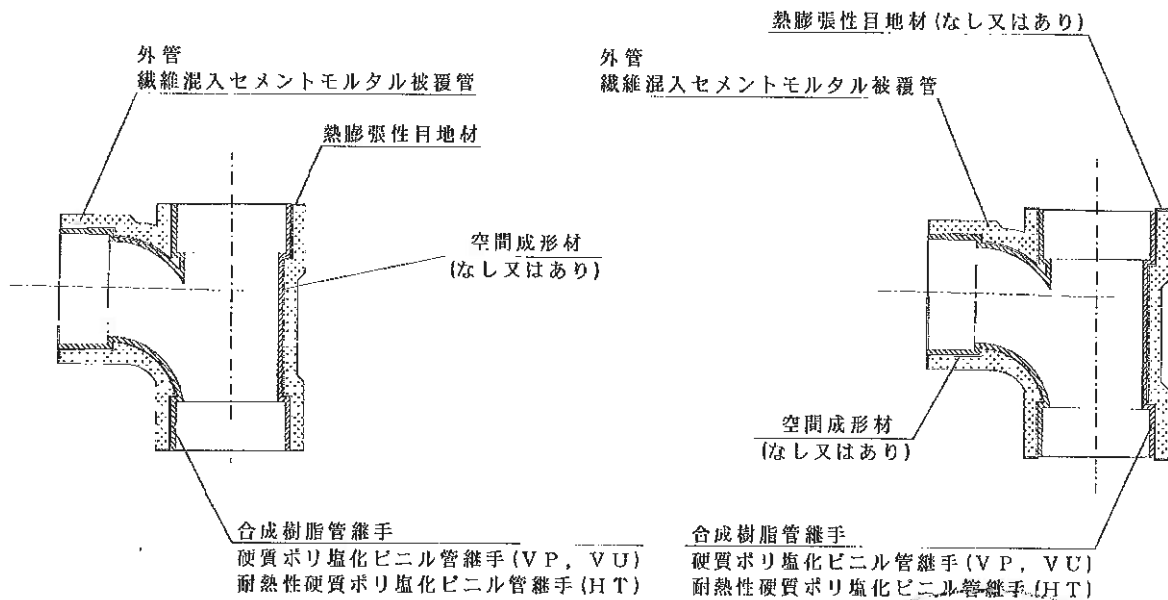 外管
繊維混入セメントモルタル被覆管
熱膨張性目地材
空間成形材
(なし又はあり)
合成樹脂管継手
硬質ポリ塩化ビニル管継手(VP, VU)
耐熱性硬質ポリ塩化ビニル管継手(HT)
熱膨張性目地材(なし又はあり)
外管
繊維混入セメントモルタル被覆管
空間成形材
(なし又はあり)
合成樹脂管継手
硬質ポリ塩化ビニル管継手(VP, VU)
耐熱性硬質ポリ塩化ビニル管継手(HT)